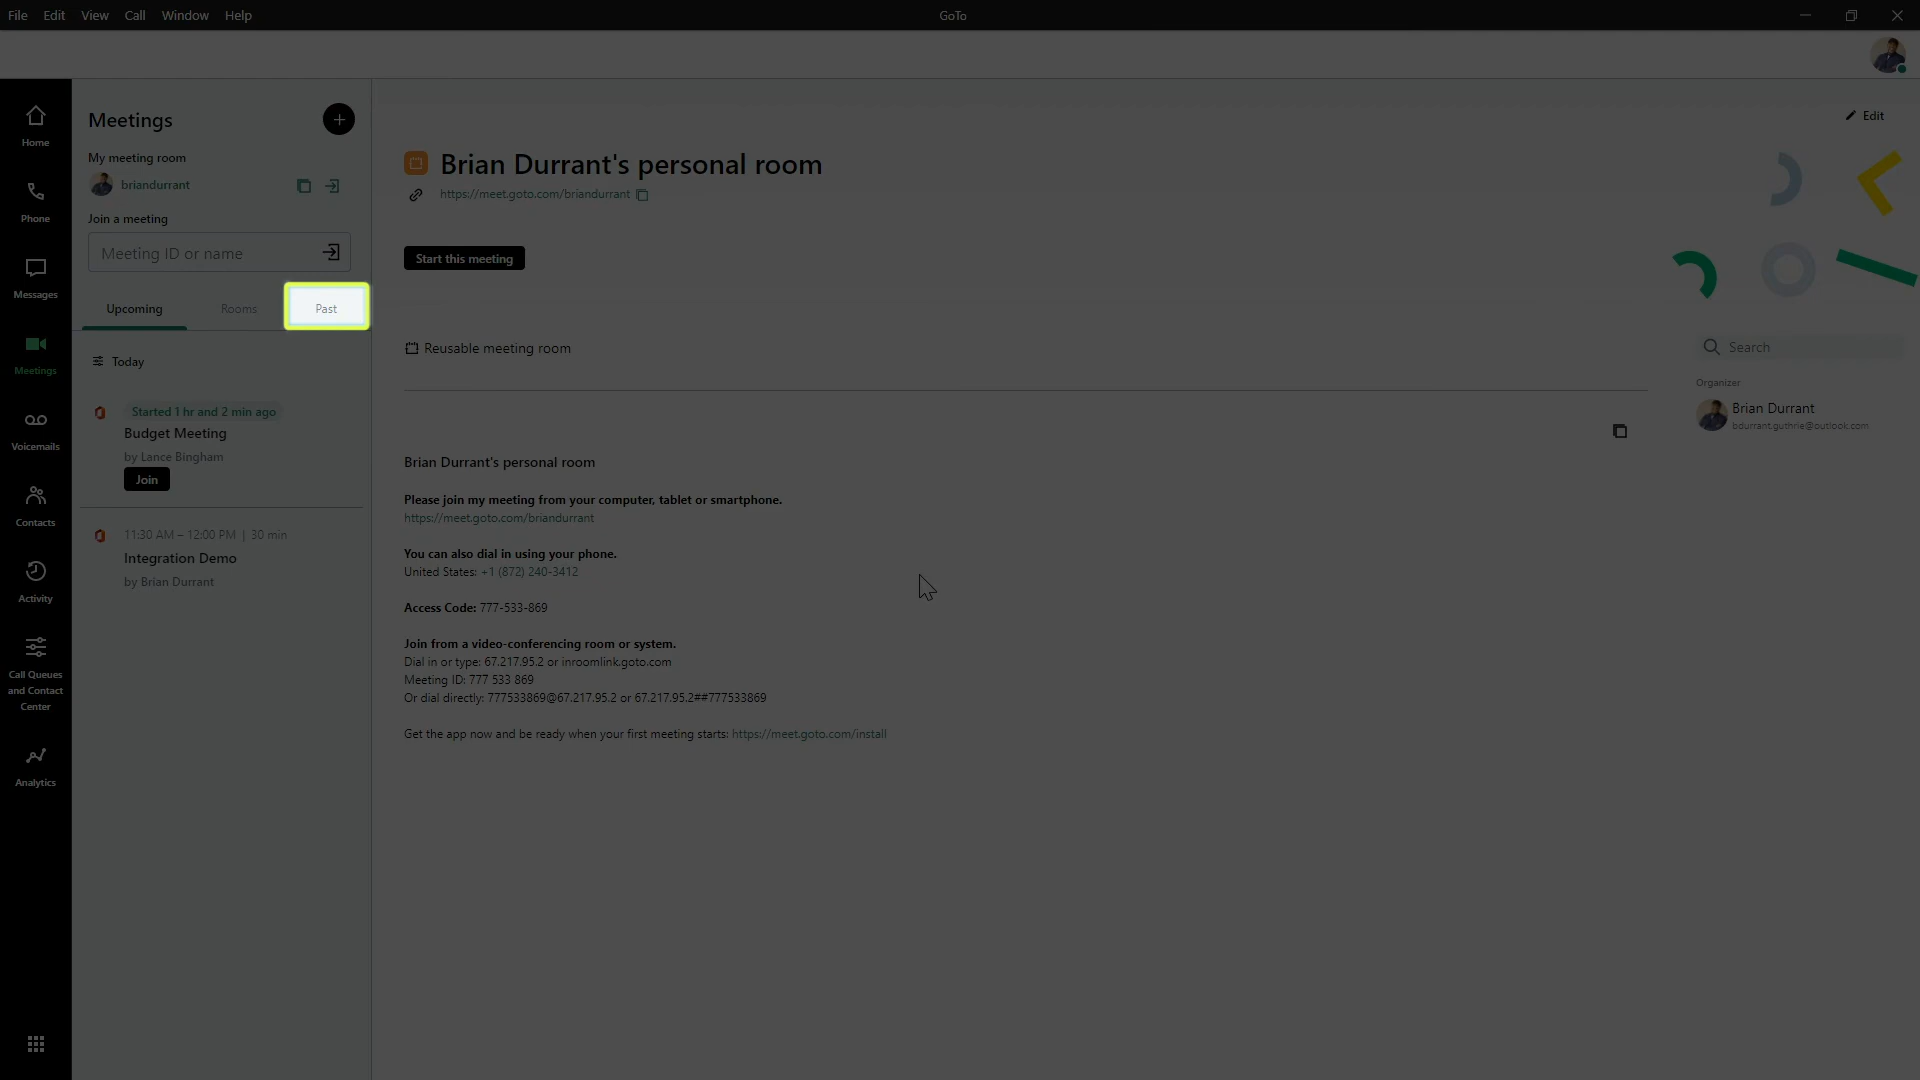 File Edit View Call Window Help
GoTo
Home
Phone
Messages
Meetings
Voicemails
Contacts
Activity
Call Queues
and Contact
Center
Analytics
Meetings
My meeting room
briandurrant
Join a meeting
Meeting ID or name
Upcoming Rooms Past
Today
Started 1 hr and 2 min ago
Budget Meeting
by Lance Bingham
Join
11:30 AM – 12:00 PM | 30 min
Integration Demo
by Brian Durrant
Edit
Brian Durrant's personal room
https://meet.goto.com/briandurrant
Start this meeting
Reusable meeting room
Brian Durrant's personal room
Please join my meeting from your computer, tablet or smartphone.
https://meet.goto.com/briandurrant
You can also dial in using your phone.
United States: +1 (872) 240-3412
Access Code: 777-533-869
Join from a video-conferencing room or system.
Dial in or type: 67.217.95.2 or inroomlink.goto.com
Meeting ID: 777 533 869
Or dial directly: 777533869@67.217.95.2 or 67.217.95.2##777533869
Get the app now and be ready when your first meeting starts: https://meet.goto.com/install
Search
Organizer
Brian Durrant
bdurrant.guthrie@outlook.com